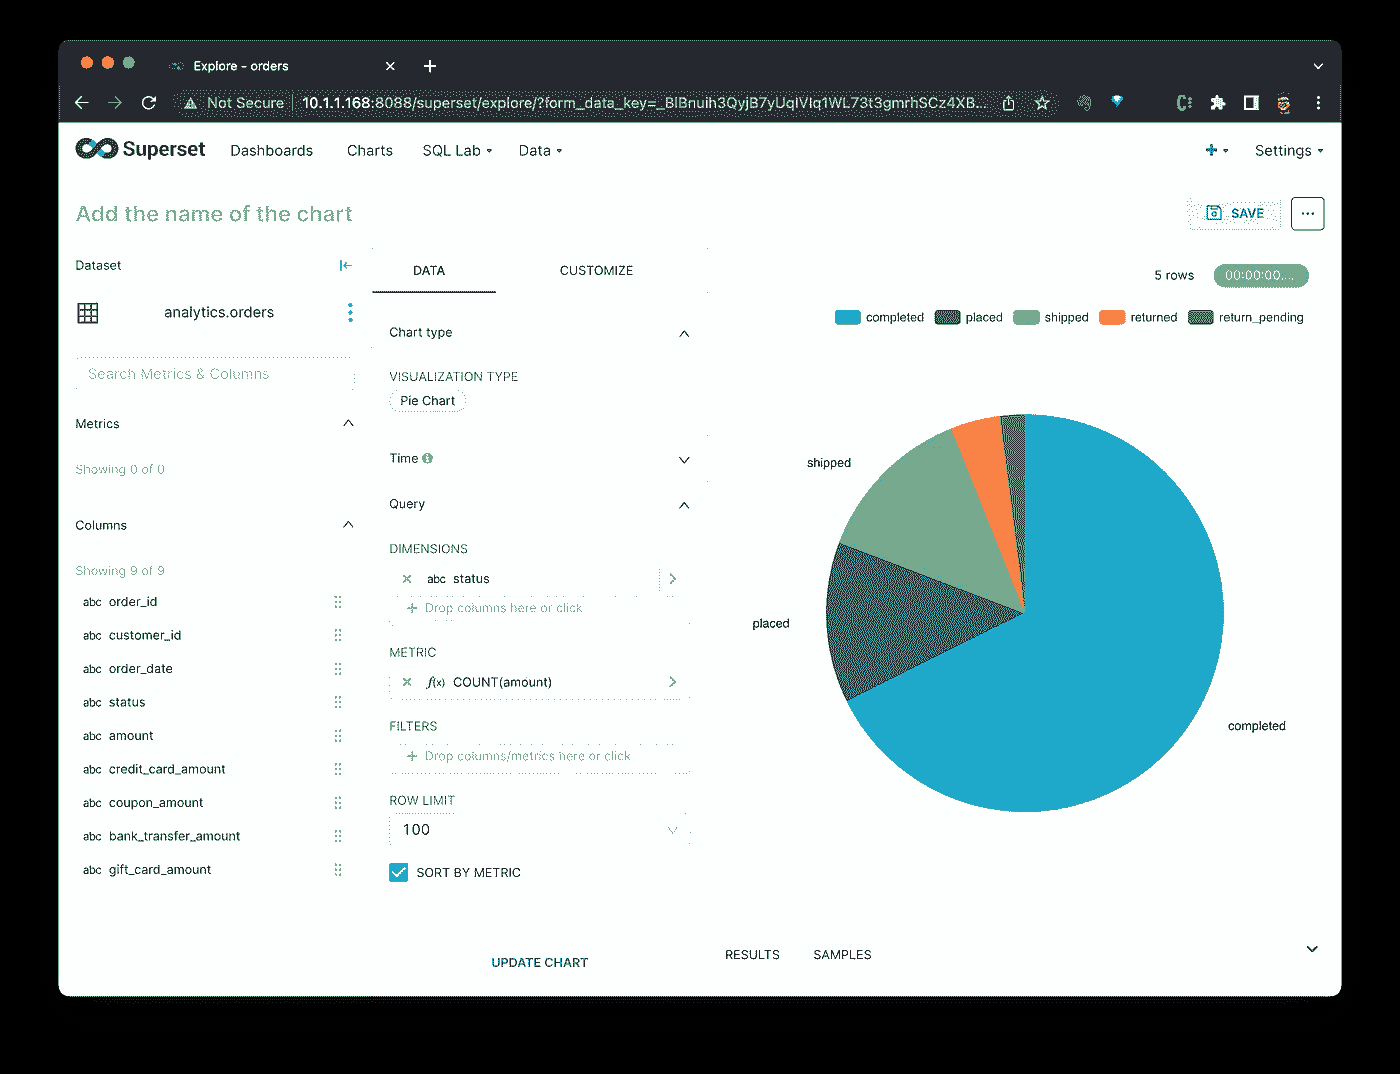 Explore - orders
Not Secure
10.1.1.168:8088/superset/explore/?form_data_key=_BlBnuih3QyjB7yUqlVlq1WL73t3gmrhSCz4XB...
Superset Dashboards Charts SQL Lab Data Settings
Add the name of the chart
SAVE
Dataset
analytics.orders
Search Metrics & Columns
Metrics
Showing 0 of 0
Columns
Showing 9 of 9
abc order_id
abc customer_id
abc order_date
abc status
abc amount
abc credit_card_amount
abc coupon_amount
abc bank_transfer_amount
abc gift_card_amount
DATA CUSTOMIZE
Chart type
VISUALIZATION TYPE
Pie Chart
Time
Query
DIMENSIONS
abc status
Drop columns here or click
METRIC
f(x) COUNT(amount)
FILTERS
Drop columns/metrics here or click
ROW LIMIT
100
SORT BY METRIC
UPDATE CHART
5 rows 00:00:00....
completed placed shipped returned return_pending
shipped
placed
completed
RESULTS SAMPLES